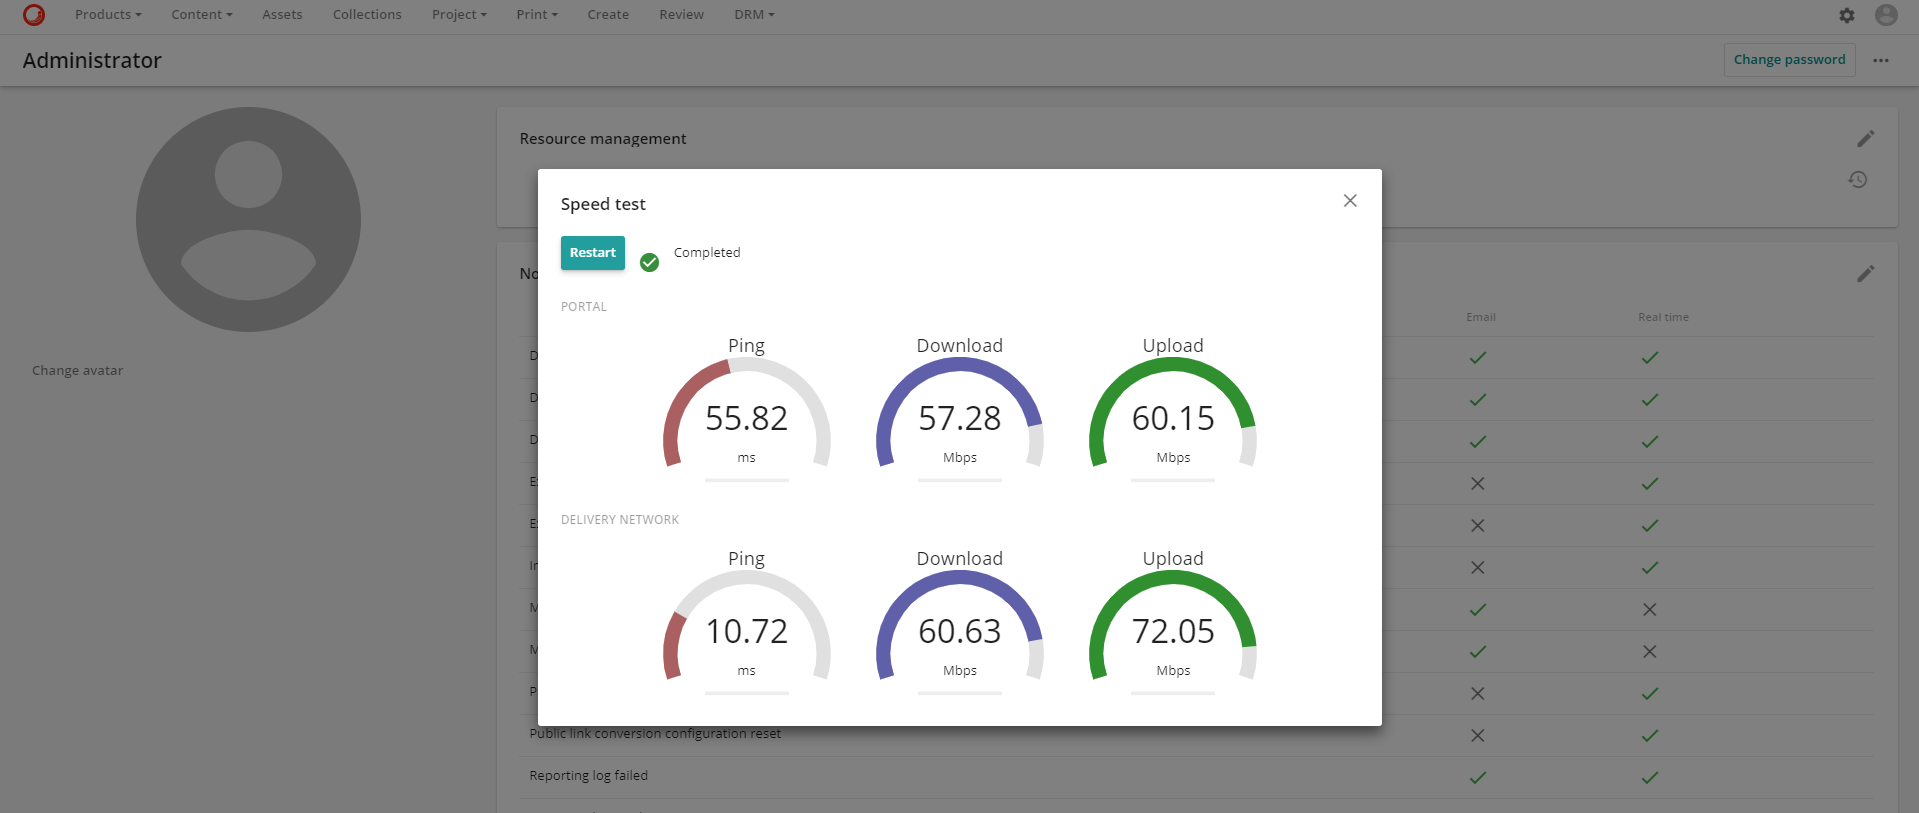 Products Content Assets Collections Project Print Create Review DRM
Administrator
Change password
Resource management
Change avatar
Speed test
Restart Completed
PORTAL
Ping Download Upload
55.82 57.28 60.15
ms Mbps Mbps
DELIVERY NETWORK
Ping Download Upload
10.72 60.63 72.05
ms Mbps Mbps
Email Real time
Public link conversion configuration reset
Reporting log failed